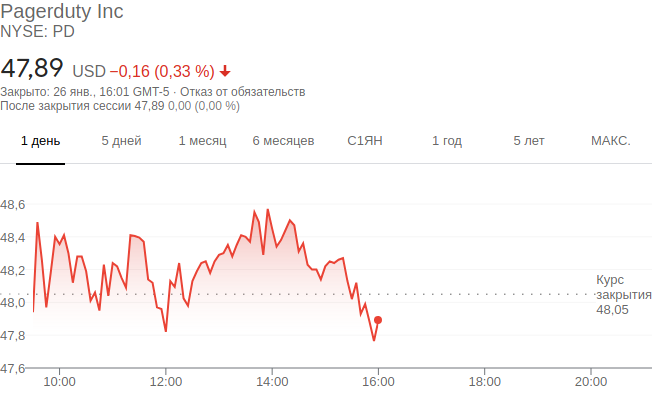 Pagerduty Inc
NYSE: PD
47,89 USD −0,16 (0,33 %)
Закрыто: 26 янв., 16:01 GMT-5 · Отказ от обязательств
После закрытия сессии 47,89 0,00 (0,00 %)
1 день 5 дней 1 месяц 6 месяцев С1ЯН 1 год 5 лет МАКС.
48,6
48,4
48,2
48,0
47,8
47,6
Курс
закрытия
48,05
10:00 12:00 14:00 16:00 18:00 20:00